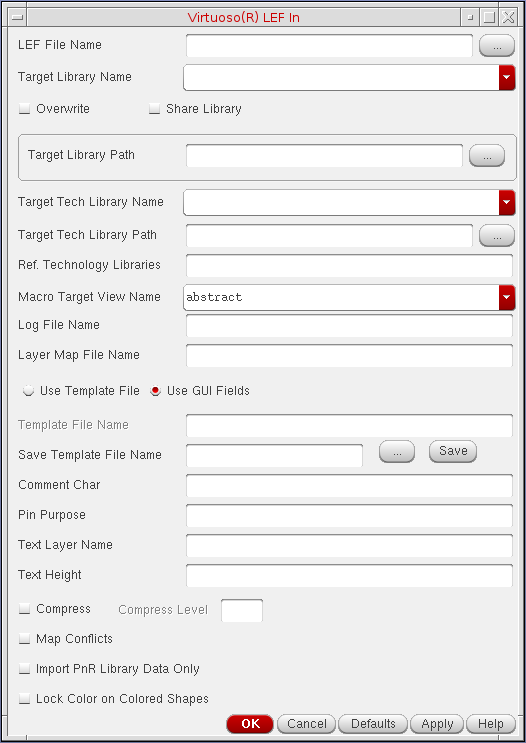 Virtuoso(R) LEF In
LEF File Name ...
Target Library Name
Overwrite Share Library
Target Library Path ...
Target Tech Library Name
Target Tech Library Path ...
Ref. Technology Libraries
Macro Target View Name abstract
Log File Name
Layer Map File Name
Use Template File Use GUI Fields
Template File Name
Save Template File Name ... Save
Comment Char
Pin Purpose
Text Layer Name
Text Height
Compress Compress Level
Map Conflicts
Import PnR Library Data Only
Lock Color on Colored Shapes
OK Cancel Defaults Apply Help